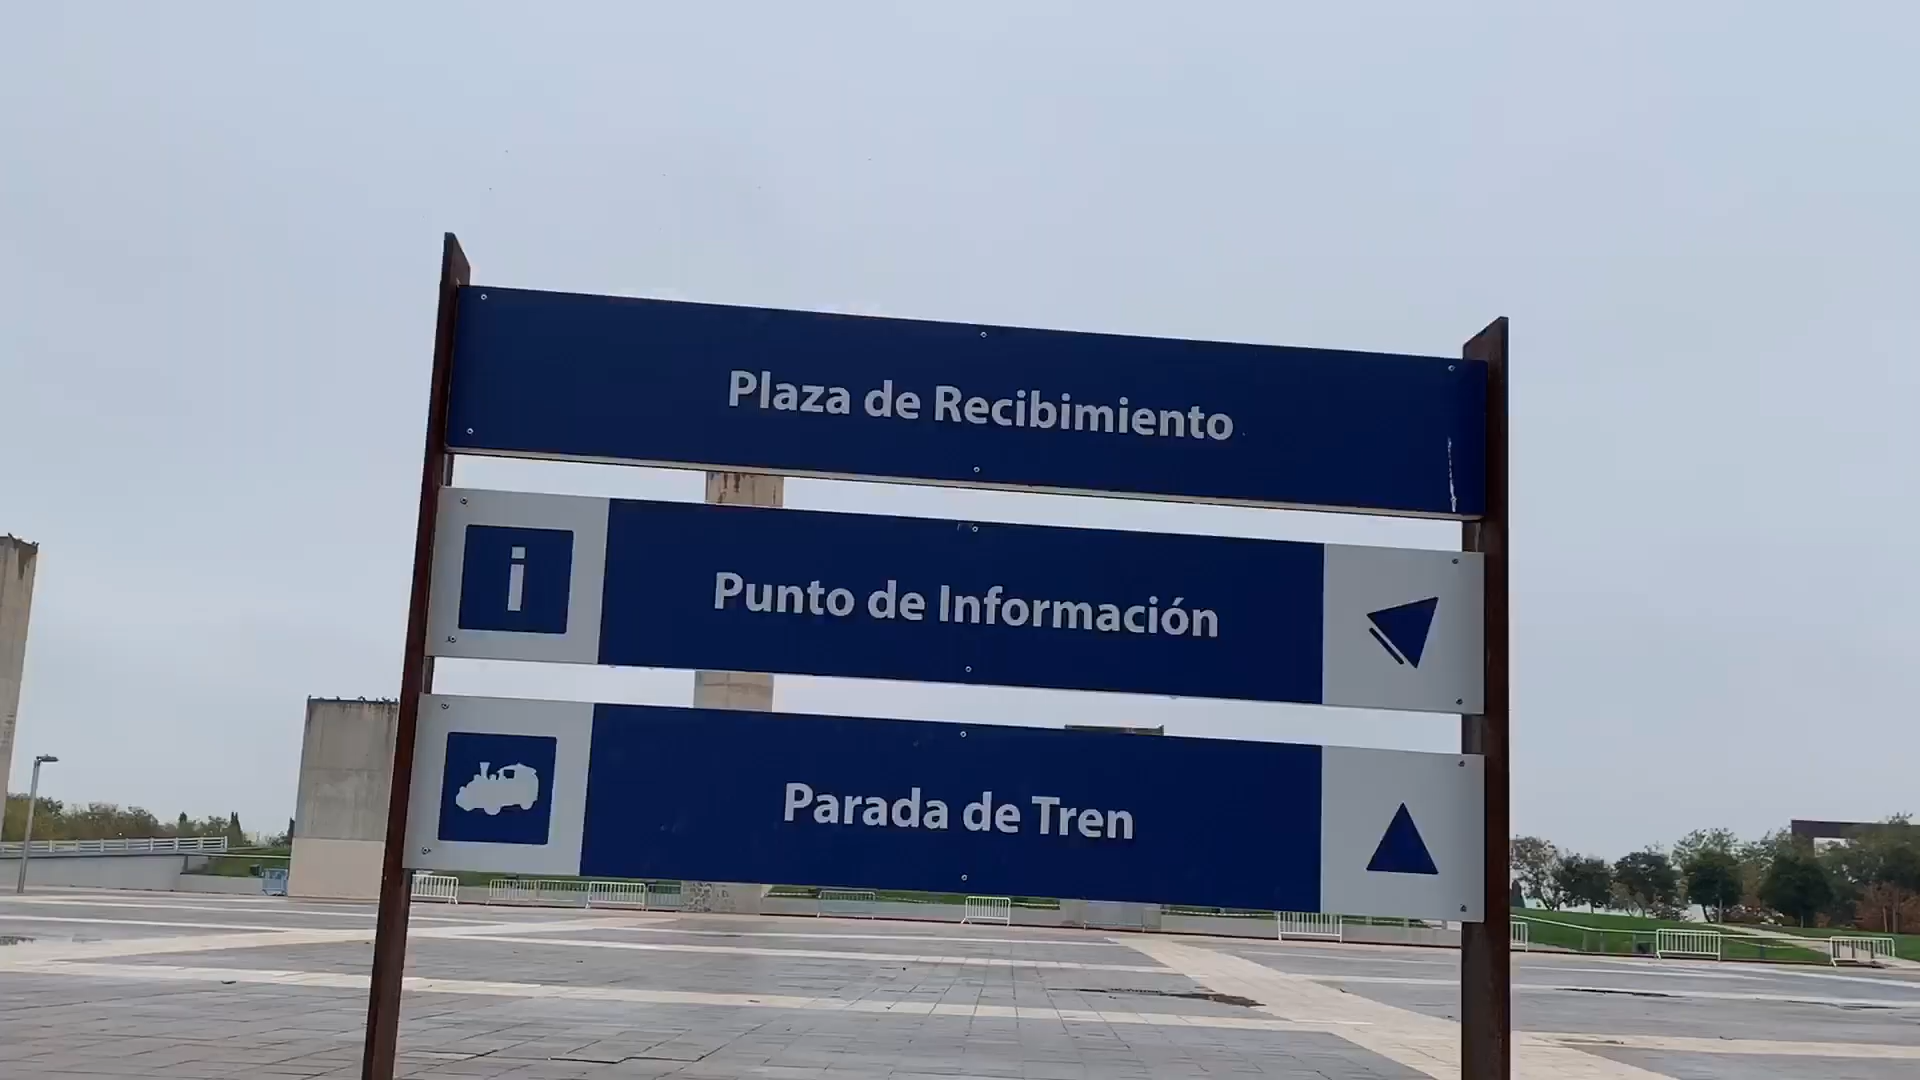 Plaza de Recibimiento
i Punto de Información
Parada de Tren